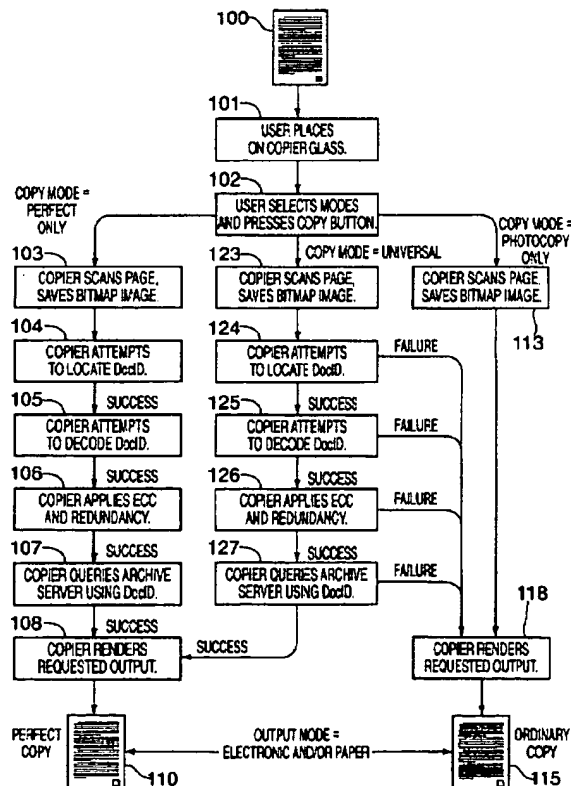 100
101
USER PLACES
ON COPIER GLASS.
102
USER SELECTS MODES
AND PRESSES COPY BUTTON.
COPY MODE =
PERFECT
ONLY
COPY MODE = UNIVERSAL
COPY MODE =
PHOTOCOPY
ONLY
103
COPIER SCANS PAGE,
SAVES BITMAP IMAGE.
123
COPIER SCANS PAGE,
SAVES BITMAP IMAGE.
COPIER SCANS PAGE.
SAVES BITMAP IMAGE.
113
104
COPIER ATTEMPTS
TO LOCATE DocID.
124
COPIER ATTEMPTS
TO LOCATE DocID.
FAILURE
SUCCESS
SUCCESS
105
COPIER ATTEMPTS
TO DECODE DocID.
125
COPIER ATTEMPTS
TO DECODE DocID.
FAILURE
SUCCESS
SUCCESS
106
COPIER APPLIES ECC
AND REDUNDANCY.
126
COPIER APPLIES ECC
AND REDUNDANCY.
FAILURE
SUCCESS
SUCCESS
107
COPIER QUERIES ARCHIVE
SERVER USING DocID.
127
COPIER QUERIES ARCHIVE
SERVER USING DocID.
FAILURE
SUCCESS
108
COPIER RENDERS
REQUESTED OUTPUT.
SUCCESS
118
COPIER RENDERS
REQUESTED OUTPUT.
PERFECT
COPY
110
OUTPUT MODE =
ELECTRONIC AND/OR PAPER
ORDINARY
COPY
115